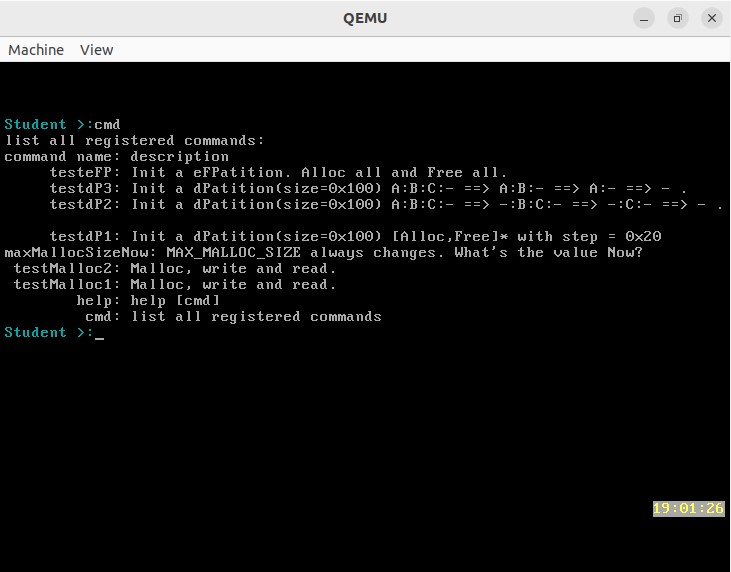 QEMU
Machine View
Student >:cmd
list all registered commands:
command name: description
testeFP: Init a eFPatition. Alloc all and Free all.
testdP3: Init a dPatition(size=0x100) A:B:C:- ==> A:B:- ==> A:- ==> - .
testdP2: Init a dPatition(size=0x100) A:B:C:- ==> -:B:C:- ==> -:C:- ==> - .
testdP1: Init a dPatition(size=0x100) [Alloc,Free]* with step = 0x20
maxMallocSizeNow: MAX_MALLOC_SIZE always changes. What's the value Now?
testMalloc2: Malloc, write and read.
testMalloc1: Malloc, write and read.
help: help [cmd]
cmd: list all registered commands
Student >:_
19:01:26